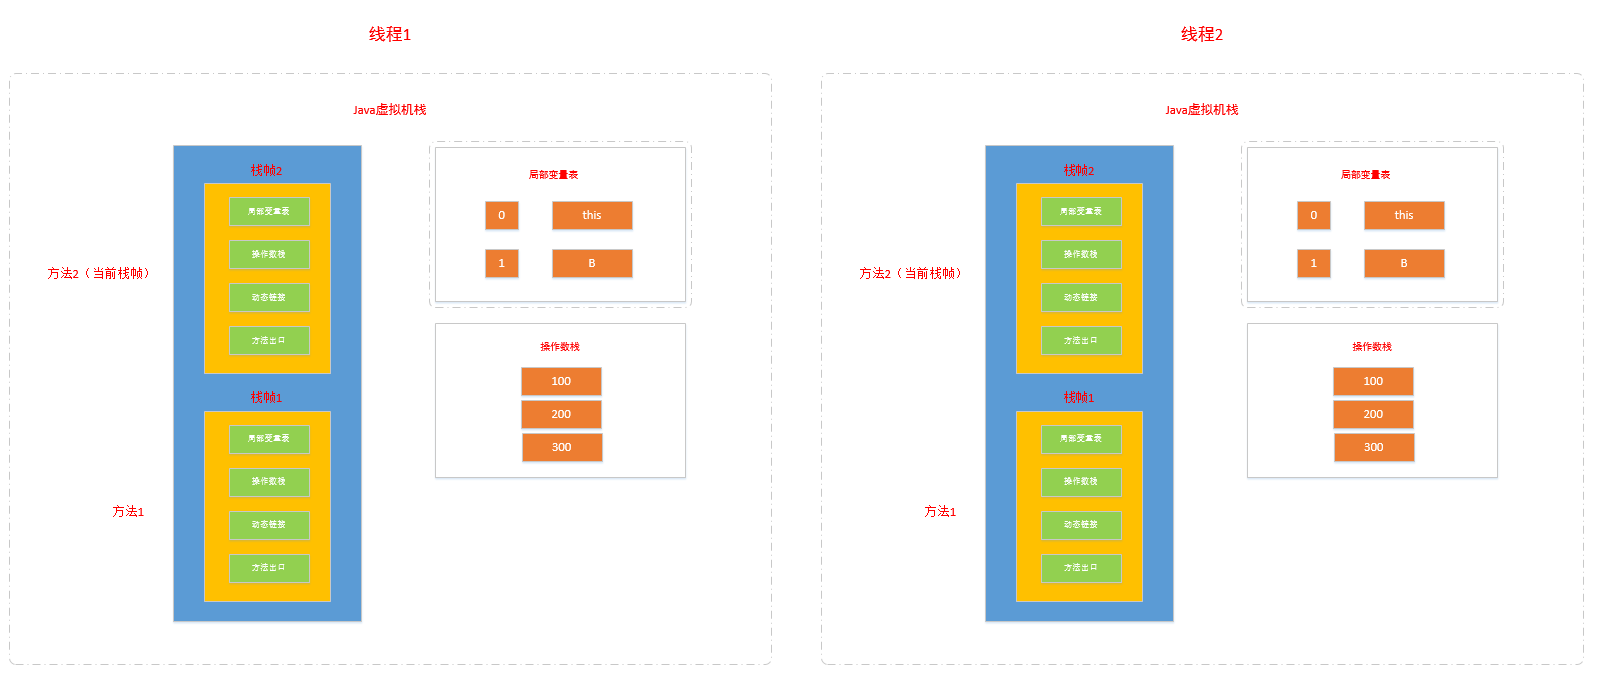 线程1
Java虚拟机栈
栈帧2
局部变量表
操作数栈
动态链接
方法出口
方法2（当前栈帧）
栈帧1
局部变量表
操作数栈
动态链接
方法出口
方法1
局部变量表
0 this
1 B
操作数栈
100
200
300
线程2
Java虚拟机栈
栈帧2
局部变量表
操作数栈
动态链接
方法出口
方法2（当前栈帧）
栈帧1
局部变量表
操作数栈
动态链接
方法出口
方法1
局部变量表
0 this
1 B
操作数栈
100
200
300